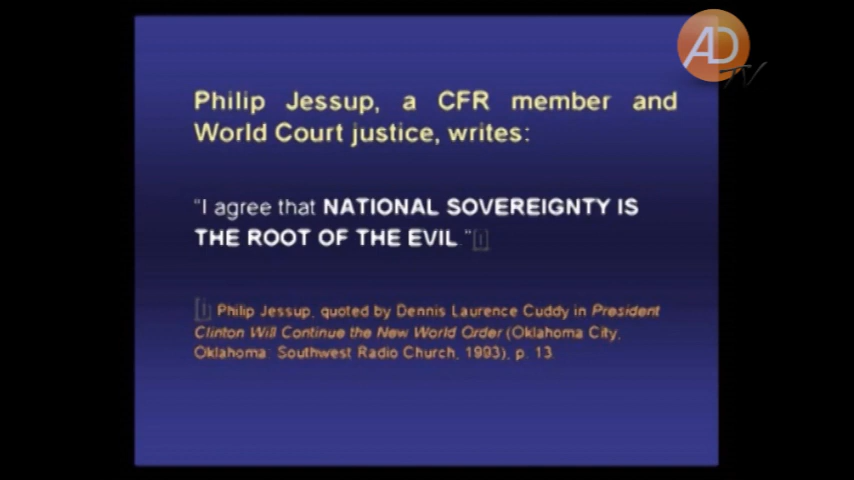 AD
TV
Philip Jessup, a CFR member and
World Court justice, writes:
"I agree that NATIONAL SOVEREIGNTY IS
THE ROOT OF THE EVIL."[i]
[i] Philip Jessup, quoted by Dennis Laurence Cuddy in President
Clinton Will Continue the New World Order (Oklahoma City,
Oklahoma: Southwest Radio Church, 1993), p. 13.